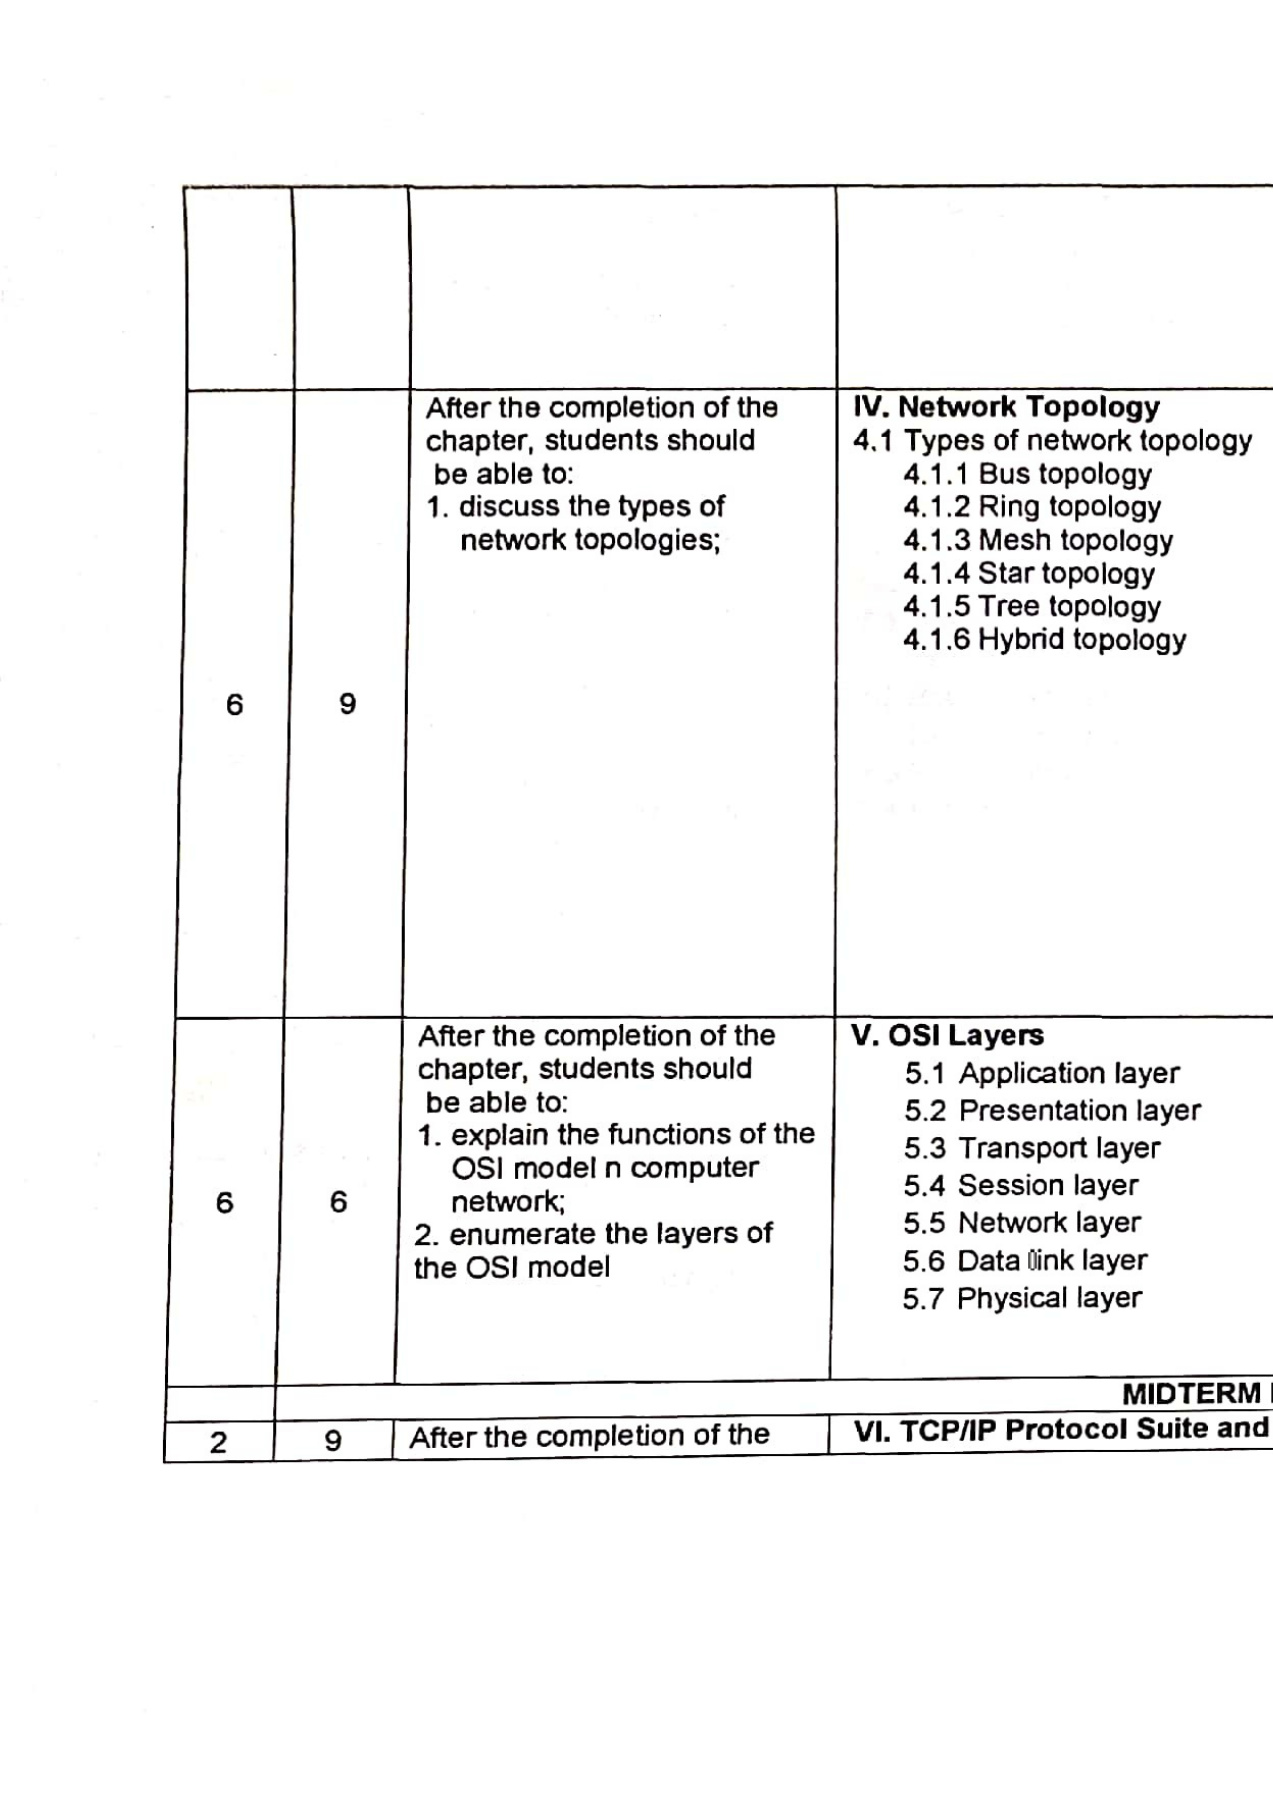 After the completion of the
chapter, students should
be able to:
1. discuss the types of
network topologies;
IV. Network Topology
4.1 Types of network topology
4.1.1 Bus topology
4.1.2 Ring topology
4.1.3 Mesh topology
4.1.4 Star topology
4.1.5 Tree topology
4.1.6 Hybrid topology
6
9
After the completion of the
chapter, students should
be able to:
1. explain the functions of the
OSI model n computer
network;
2. enumerate the layers of
the OSI model
V. OSI Layers
5.1 Application layer
5.2 Presentation layer
5.3 Transport layer
5.4 Session layer
5.5 Network layer
5.6 Data link layer
5.7 Physical layer
6
6
MIDTERM
2
9
After the completion of the
VI. TCP/IP Protocol Suite and